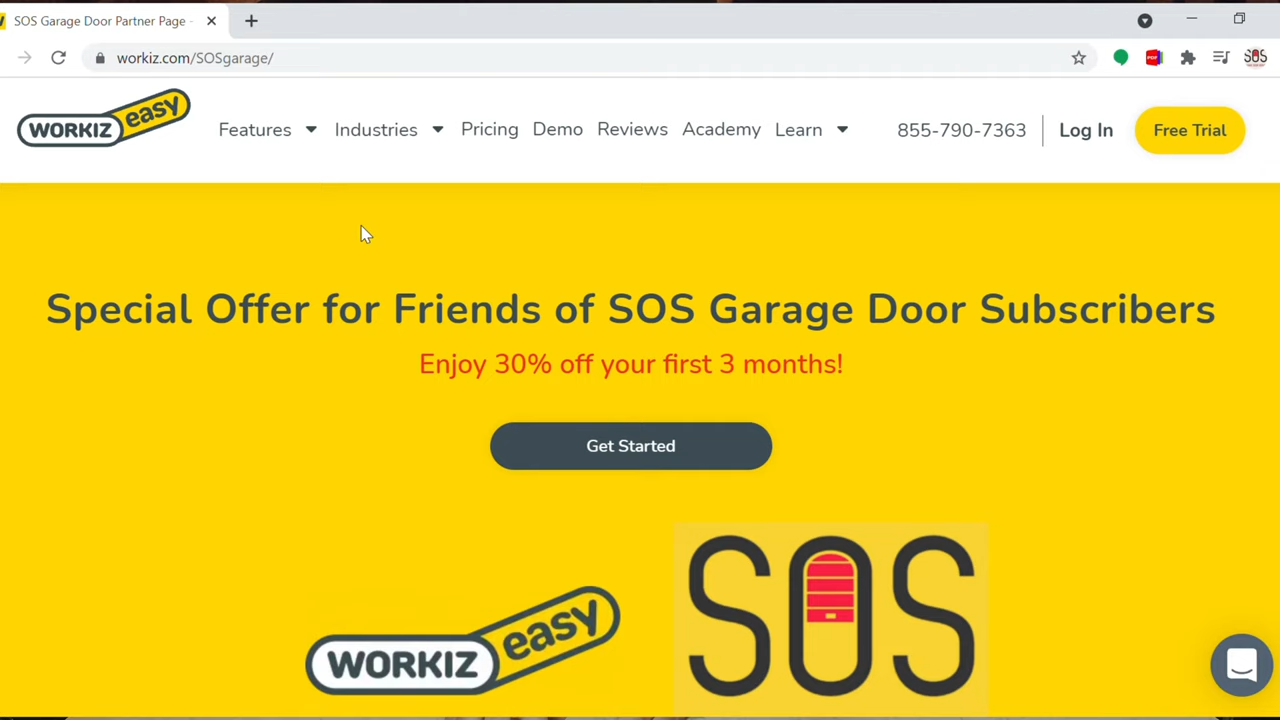 SOS Garage Door Partner Page -
workiz.com/SOSgarage/
PDF
SOS
WORKIZ easy
Features
Industries
Pricing
Demo
Reviews
Academy
Learn
855-790-7363
Log In
Free Trial
Special Offer for Friends of SOS Garage Door Subscribers
Enjoy 30% off your first 3 months!
Get Started
WORKIZ easy
SOS